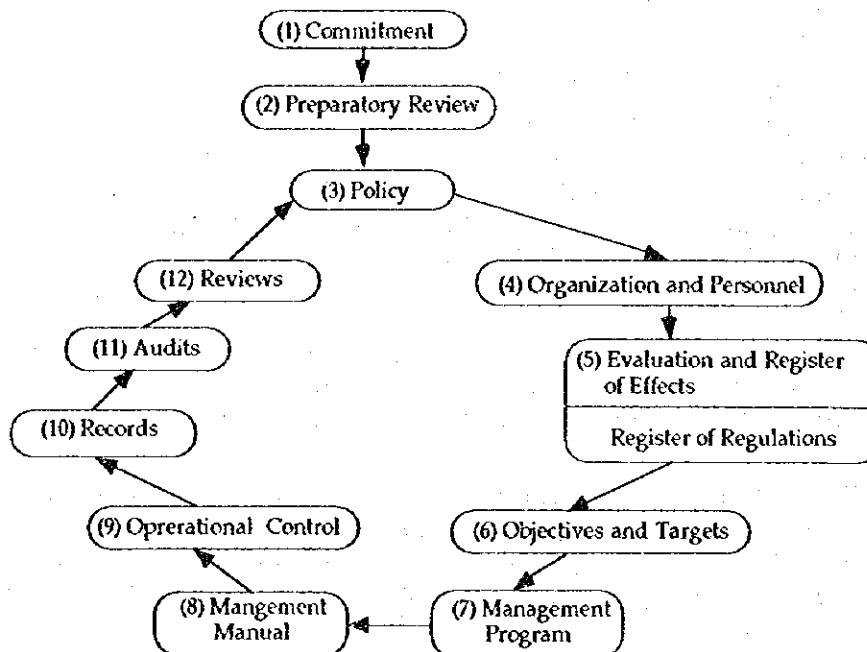 (1) Commitment
(2) Preparatory Review
(3) Policy
(4) Organization and Personnel
(5) Evaluation and Register
of Effects
Register of Regulations
(6) Objectives and Targets
(7) Management
Program
(8) Mangement
Manual
(9) Oprerational Control
(10) Records
(11) Audits
(12) Reviews